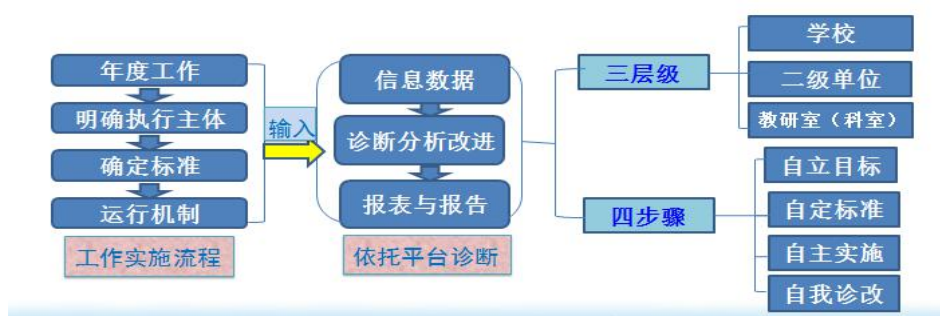 年度工作
明确执行主体
确定标准
运行机制
工作实施流程
输入
信息数据
诊断分析改进
报表与报告
依托平台诊断
三层级
学校
二级单位
教研室（科室）
四步骤
自立目标
自定标准
自主实施
自我诊改